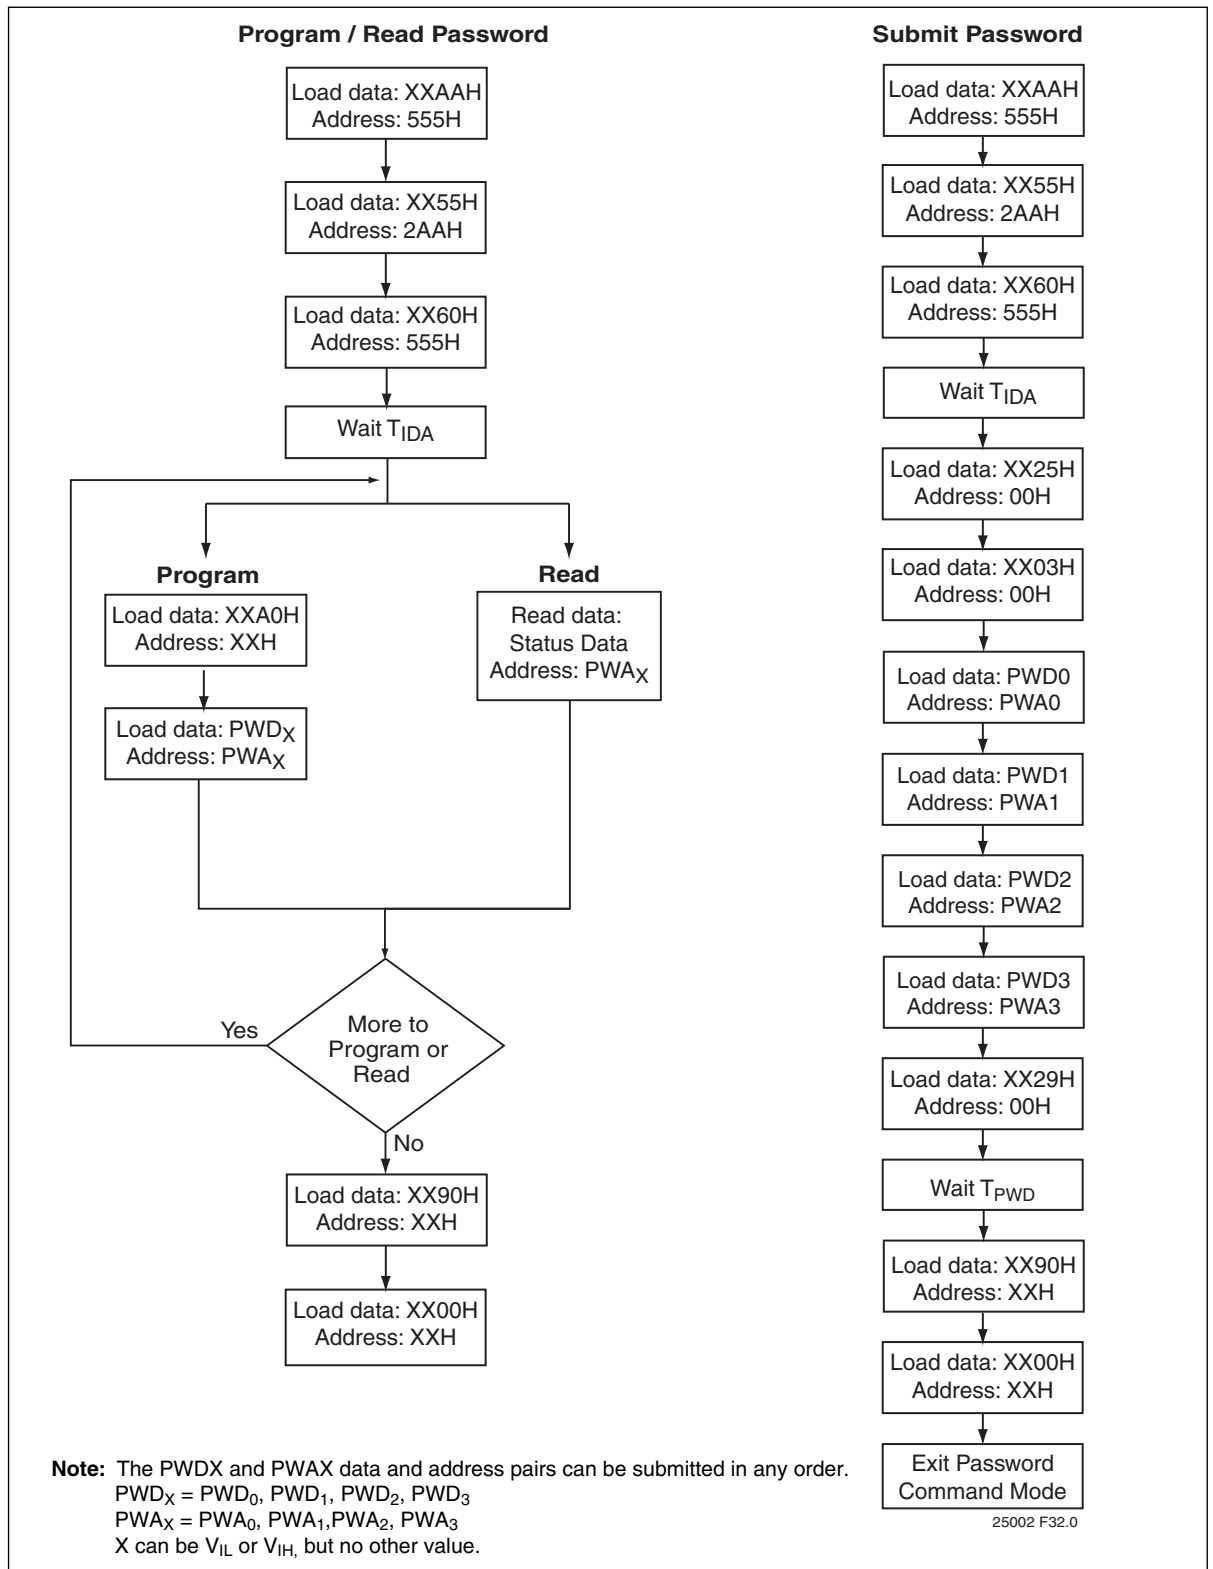 Program / Read Password
Load data: XXAAH
Address: 555H
Load data: XX55H
Address: 2AAH
Load data: XX60H
Address: 555H
Wait TIDA
Program
Load data: XXA0H
Address: XXH
Load data: PWDX
Address: PWAX
Read
Read data:
Status Data
Address: PWAX
More to
Program or
Read
Yes
No
Load data: XX90H
Address: XXH
Load data: XX00H
Address: XXH
Submit Password
Load data: XXAAH
Address: 555H
Load data: XX55H
Address: 2AAH
Load data: XX60H
Address: 555H
Wait TIDA
Load data: XX25H
Address: 00H
Load data: XX03H
Address: 00H
Load data: PWD0
Address: PWA0
Load data: PWD1
Address: PWA1
Load data: PWD2
Address: PWA2
Load data: PWD3
Address: PWA3
Load data: XX29H
Address: 00H
Wait TPWD
Load data: XX90H
Address: XXH
Load data: XX00H
Address: XXH
Exit Password
Command Mode
25002 F32.0
Note: The PWDX and PWAX data and address pairs can be submitted in any order.
PWDX = PWD0, PWD1, PWD2, PWD3
PWAX = PWA0, PWA1,PWA2, PWA3
X can be VIL or VIH, but no other value.